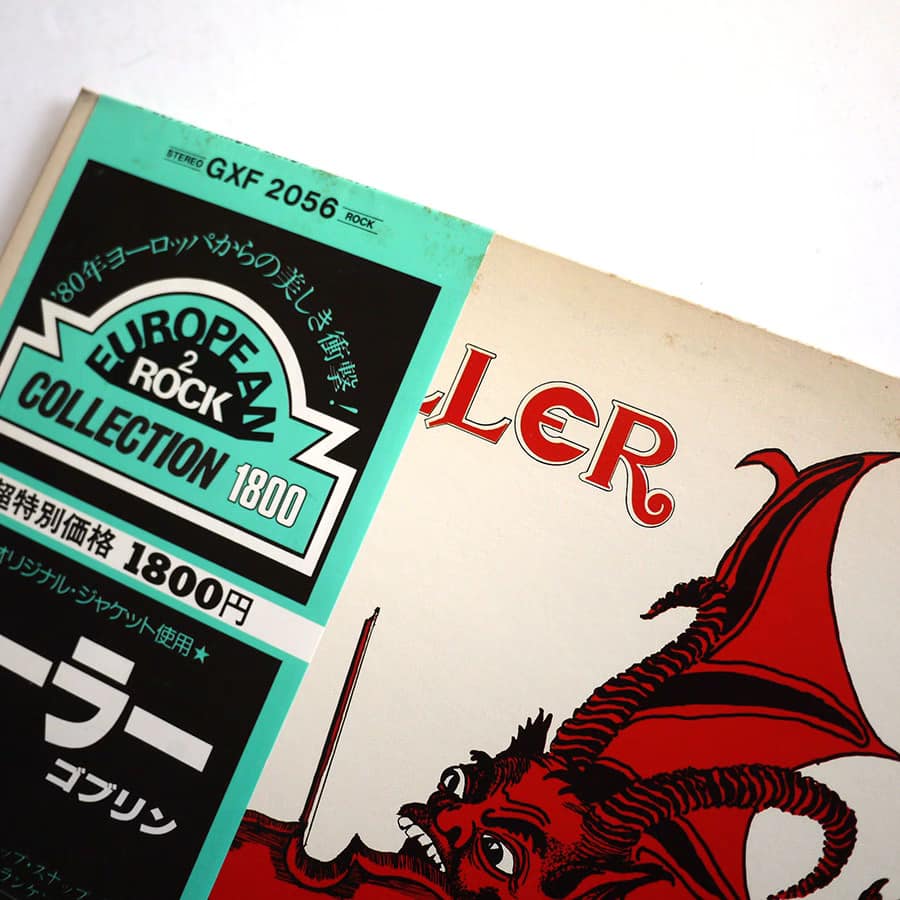 STEREO GXF 2056 ROCK
'80年ヨーロッパからの美しき衝撃!
EUROPEAN
2
ROCK
COLLECTION 1800
超特別価格 1800円
オリジナル・ジャケット使用★
ーラー
ゴブリン
LLER